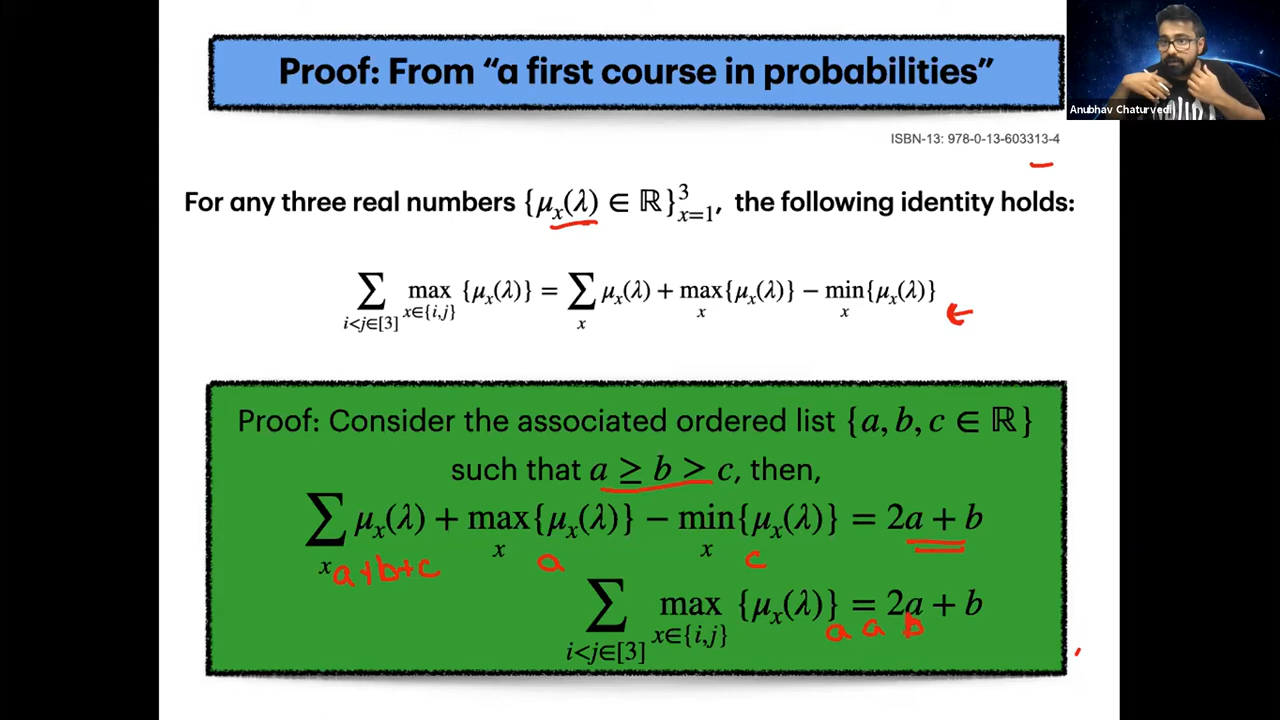 Proof: From “a first course in probabilities”
Anubhav Chaturvedi
ISBN-13: 978-0-13-603313-4
For any three real numbers {μₓ(λ) ∈ ℝ}³ₓ₌₁, the following identity holds:
∑_{i<j∈[3]} max_{x∈{i,j}} {μₓ(λ)} = ∑ₓ μₓ(λ) + maxₓ{μₓ(λ)} − minₓ{μₓ(λ)}
Proof: Consider the associated ordered list {a, b, c ∈ ℝ}
such that a ≥ b ≥ c, then,
∑ₓ μₓ(λ) + maxₓ{μₓ(λ)} − minₓ{μₓ(λ)} = 2a + b
a+b+c a c
∑_{i<j∈[3]} max_{x∈{i,j}} {μₓ(λ)} = 2a + b
a a b